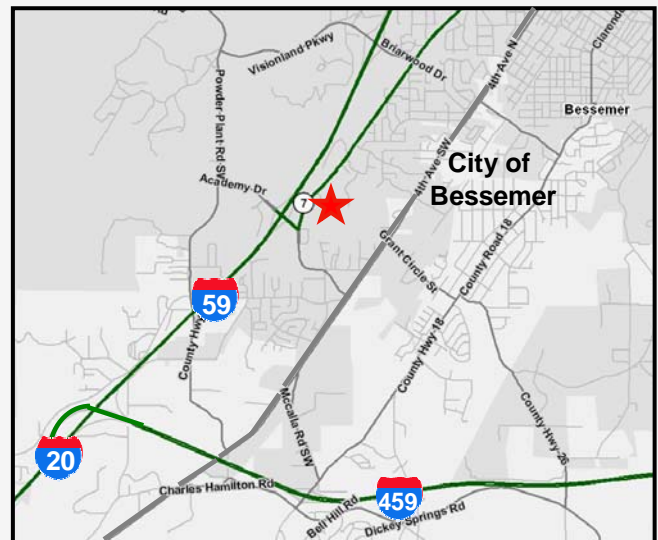 Visionland Pkwy
Briarwood Dr
4th Ave N
Clarend
Bessemer
Powder Plant Rd SW
Academy Dr
7
4th Ave SW
City of
Bessemer
Grant Circle St
County Road 18
59
County Hwy
County Hwy 18
Mccalla Rd SW
County Hwy 26
20
Charles Hamilton Rd
459
Bell Hill Rd
Dickey Springs Rd